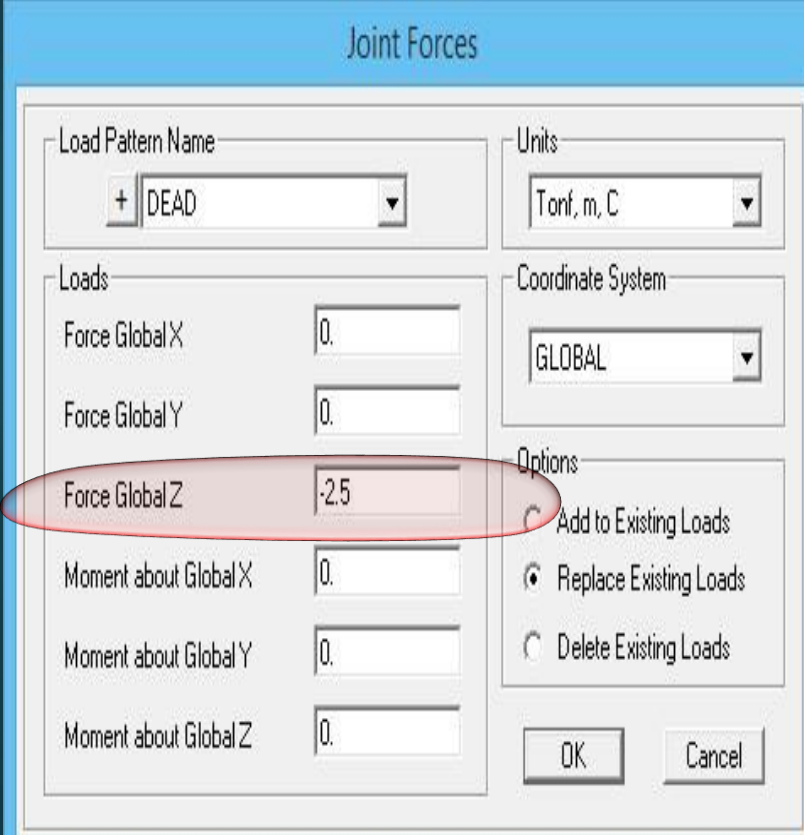 Joint Forces
Load Pattern Name
+ DEAD
Units
Tonf, m, C
Loads
Force Global X 0.
Force Global Y 0.
Force Global Z -2.5
Moment about Global X 0.
Moment about Global Y 0.
Moment about Global Z 0.
Coordinate System
GLOBAL
Options
Add to Existing Loads
Replace Existing Loads
Delete Existing Loads
OK Cancel